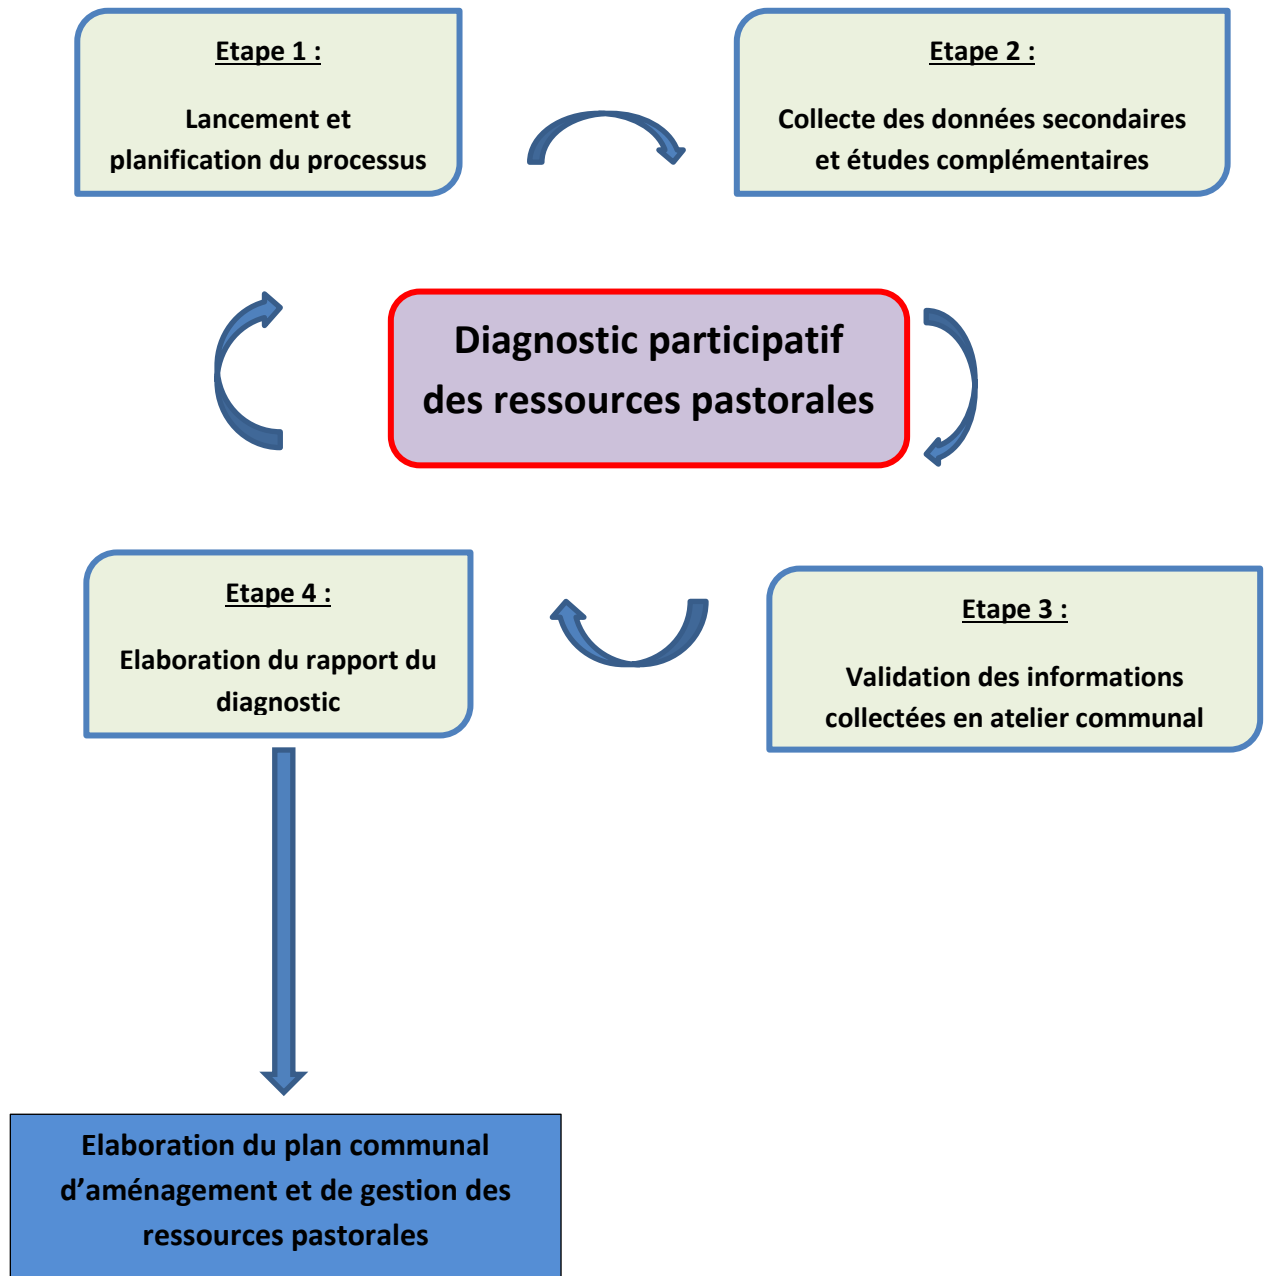 Etape 1 :
Lancement et
planification du processus
Etape 2 :
Collecte des données secondaires
et études complémentaires
Diagnostic participatif
des ressources pastorales
Etape 4 :
Elaboration du rapport du
diagnostic
Etape 3 :
Validation des informations
collectées en atelier communal
Elaboration du plan communal
d’aménagement et de gestion des
ressources pastorales